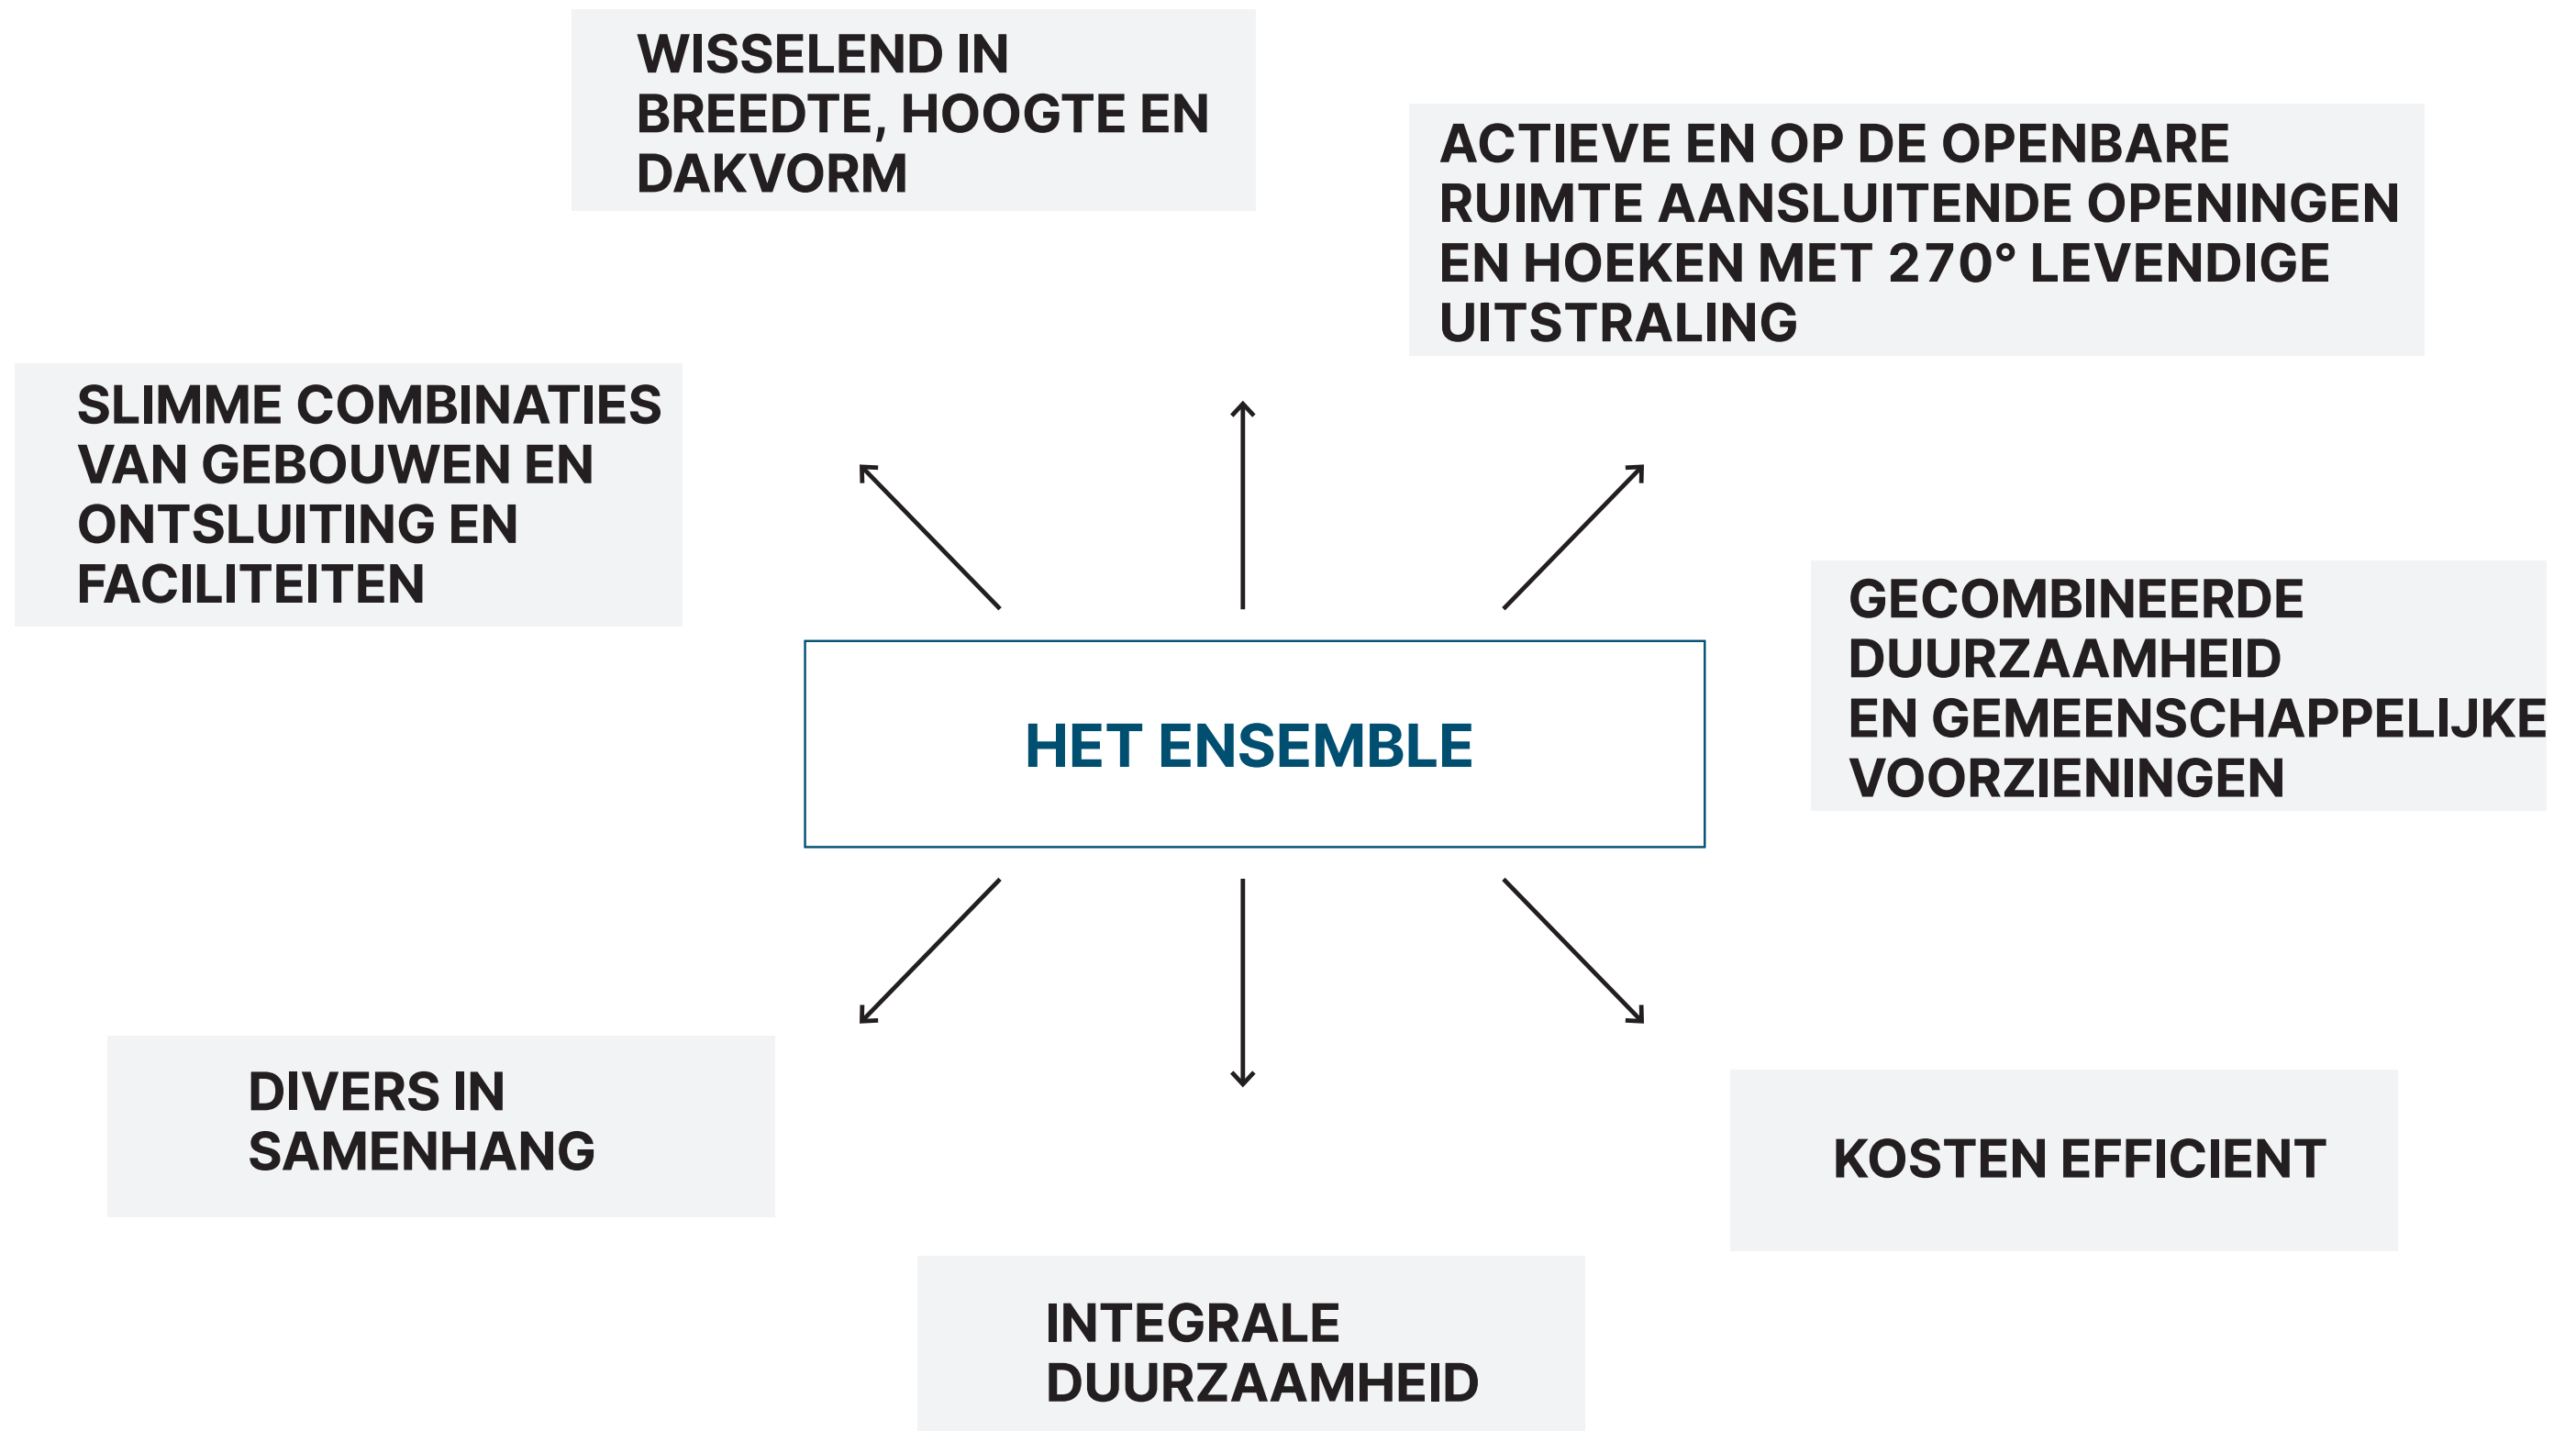 WISSELEND IN
BREEDTE, HOOGTE EN
DAKVORM
ACTIEVE EN OP DE OPENBARE
RUIMTE AANSLUITENDE OPENINGEN
EN HOEKEN MET 270° LEVENDIGE
UITSTRALING
SLIMME COMBINATIES
VAN GEBOUWEN EN
ONTSLUITING EN
FACILITEITEN
GECOMBINEERDE
DUURZAAMHEID
EN GEMEENSCHAPPELIJKE
VOORZIENINGEN
HET ENSEMBLE
DIVERS IN
SAMENHANG
KOSTEN EFFICIENT
INTEGRALE
DUURZAAMHEID